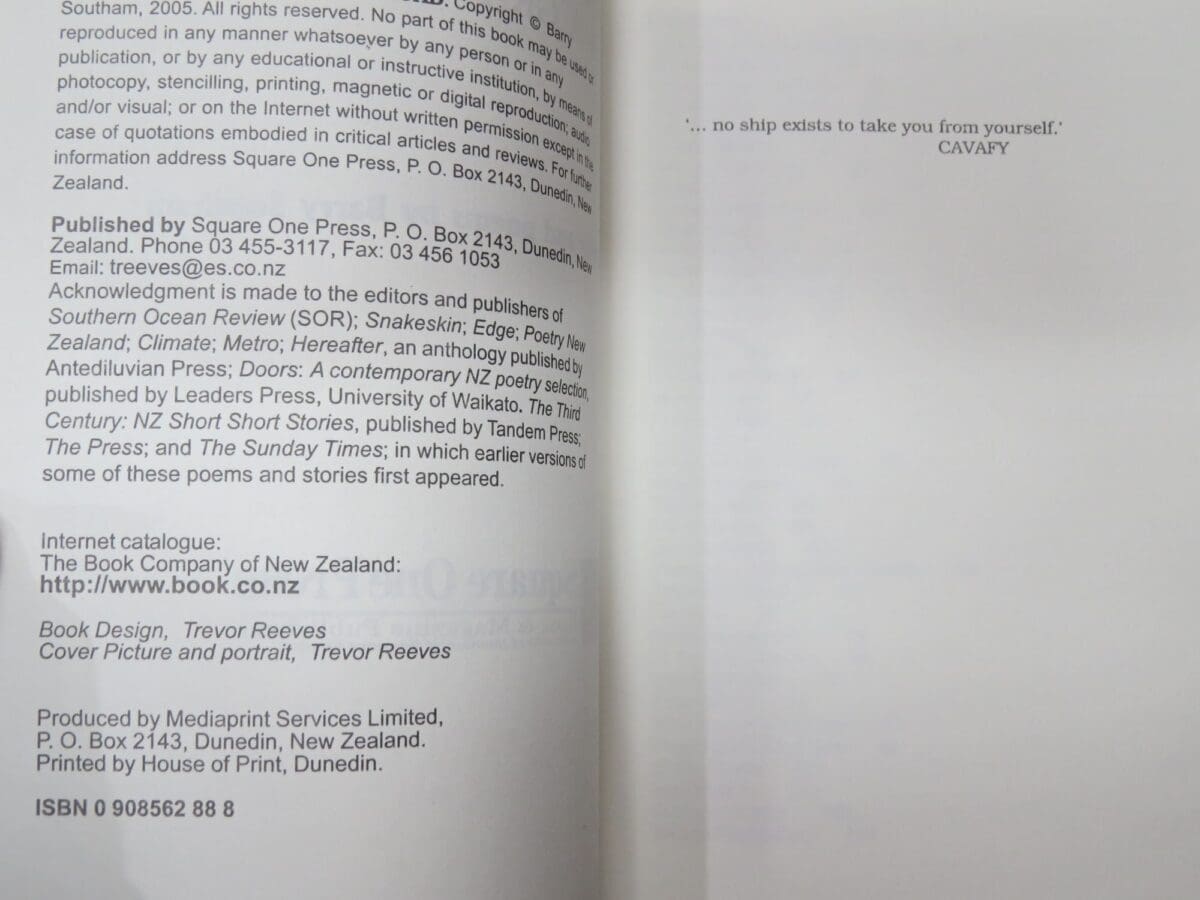 Copyright © Barry
Southam, 2005. All rights reserved. No part of this book may be used or
reproduced in any manner whatsoever by any person or in any
publication, or by any educational or instructive institution, by means of
photocopy, stencilling, printing, magnetic or digital reproduction; audio
and/or visual; or on the Internet without written permission except in the
case of quotations embodied in critical articles and reviews. For further
information address Square One Press, P. O. Box 2143, Dunedin, New
Zealand.
Published by Square One Press, P. O. Box 2143, Dunedin, New
Zealand. Phone 03 455-3117, Fax: 03 456 1053
Email: treeves@es.co.nz
Acknowledgment is made to the editors and publishers of
Southern Ocean Review (SOR); Snakeskin; Edge; Poetry New
Zealand; Climate; Metro; Hereafter, an anthology published by
Antediluvian Press; Doors: A contemporary NZ poetry selection,
published by Leaders Press, University of Waikato. The Third
Century: NZ Short Short Stories, published by Tandem Press;
The Press; and The Sunday Times; in which earlier versions of
some of these poems and stories first appeared.
Internet catalogue:
The Book Company of New Zealand:
http://www.book.co.nz
Book Design, Trevor Reeves
Cover Picture and portrait, Trevor Reeves
Produced by Mediaprint Services Limited,
P. O. Box 2143, Dunedin, New Zealand.
Printed by House of Print, Dunedin.
ISBN 0 908562 88 8
'... no ship exists to take you from yourself.'
CAVAFY